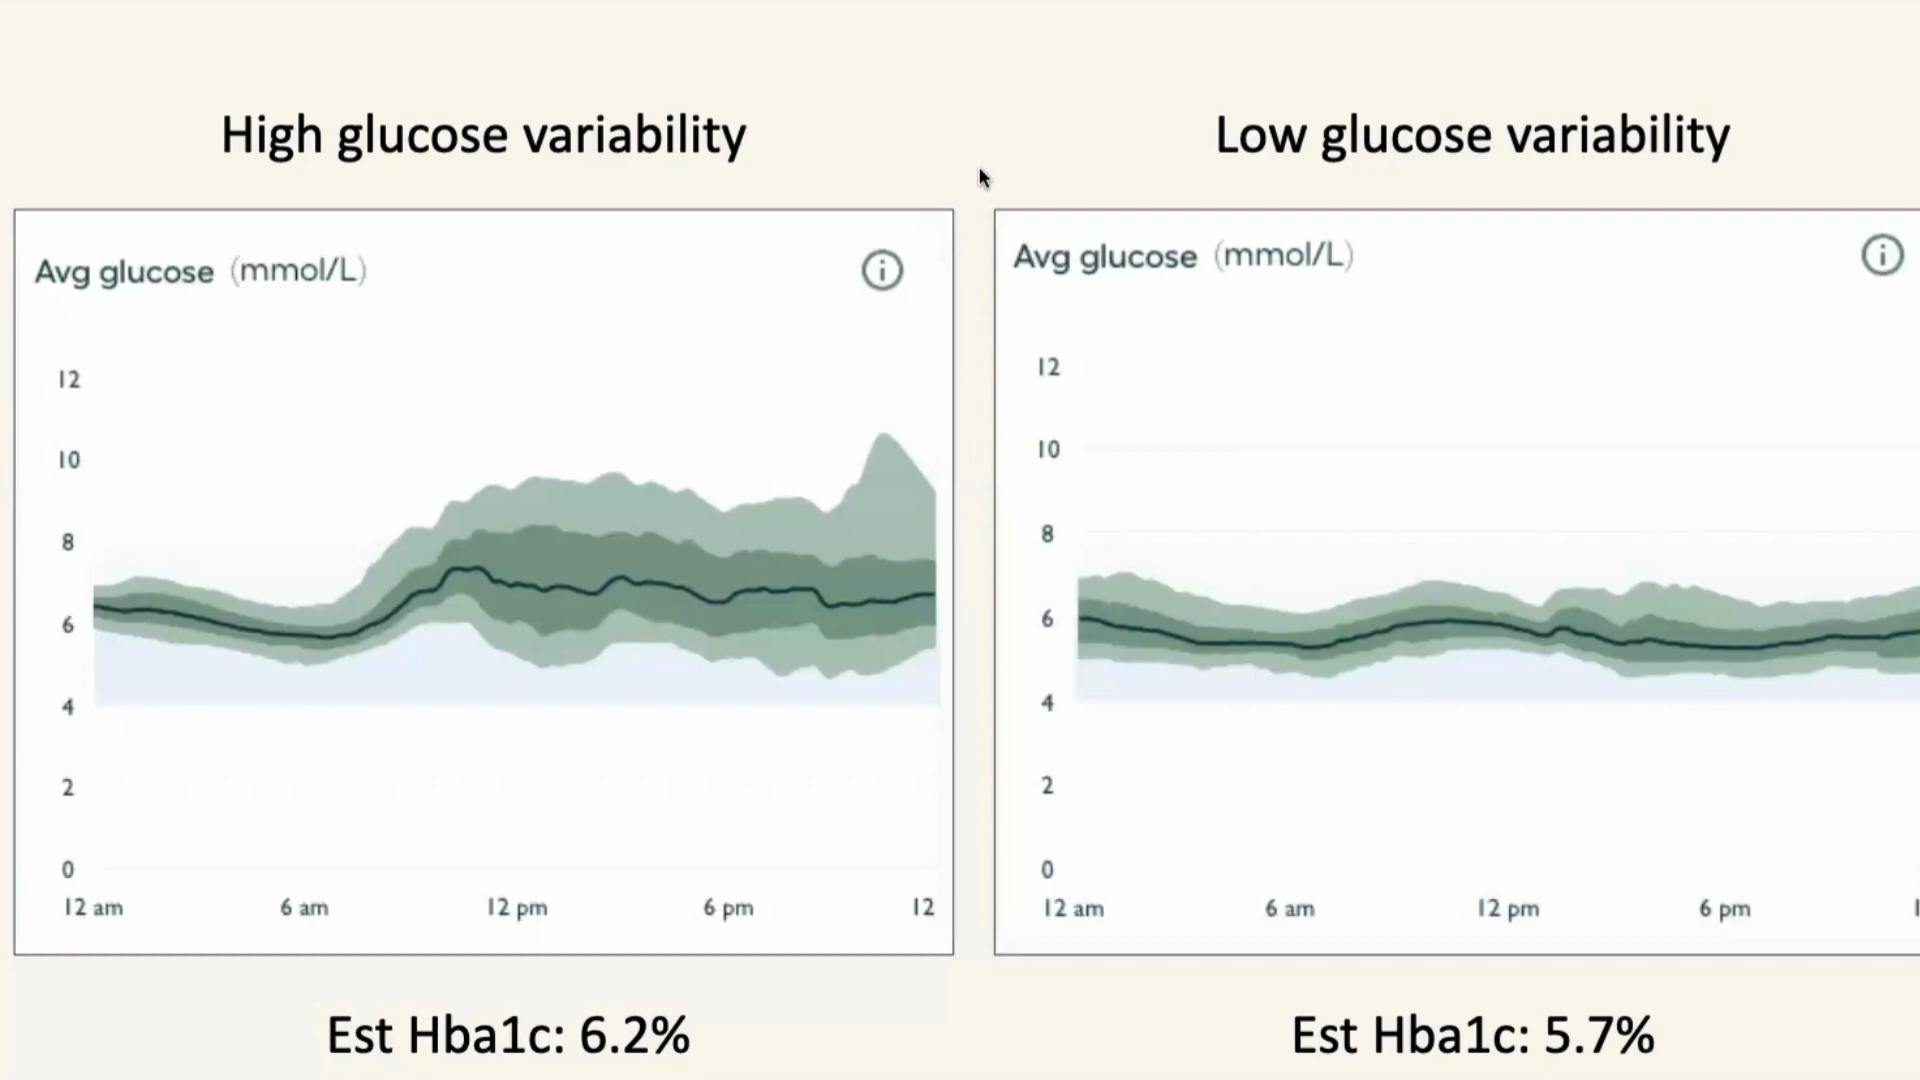 High glucose variability
Avg glucose (mmol/L)
12
10
8
6
4
2
0
12 am 6 am 12 pm 6 pm 12
Est Hba1c: 6.2%
Low glucose variability
Avg glucose (mmol/L)
12
10
8
6
4
2
0
12 am 6 am 12 pm 6 pm
Est Hba1c: 5.7%